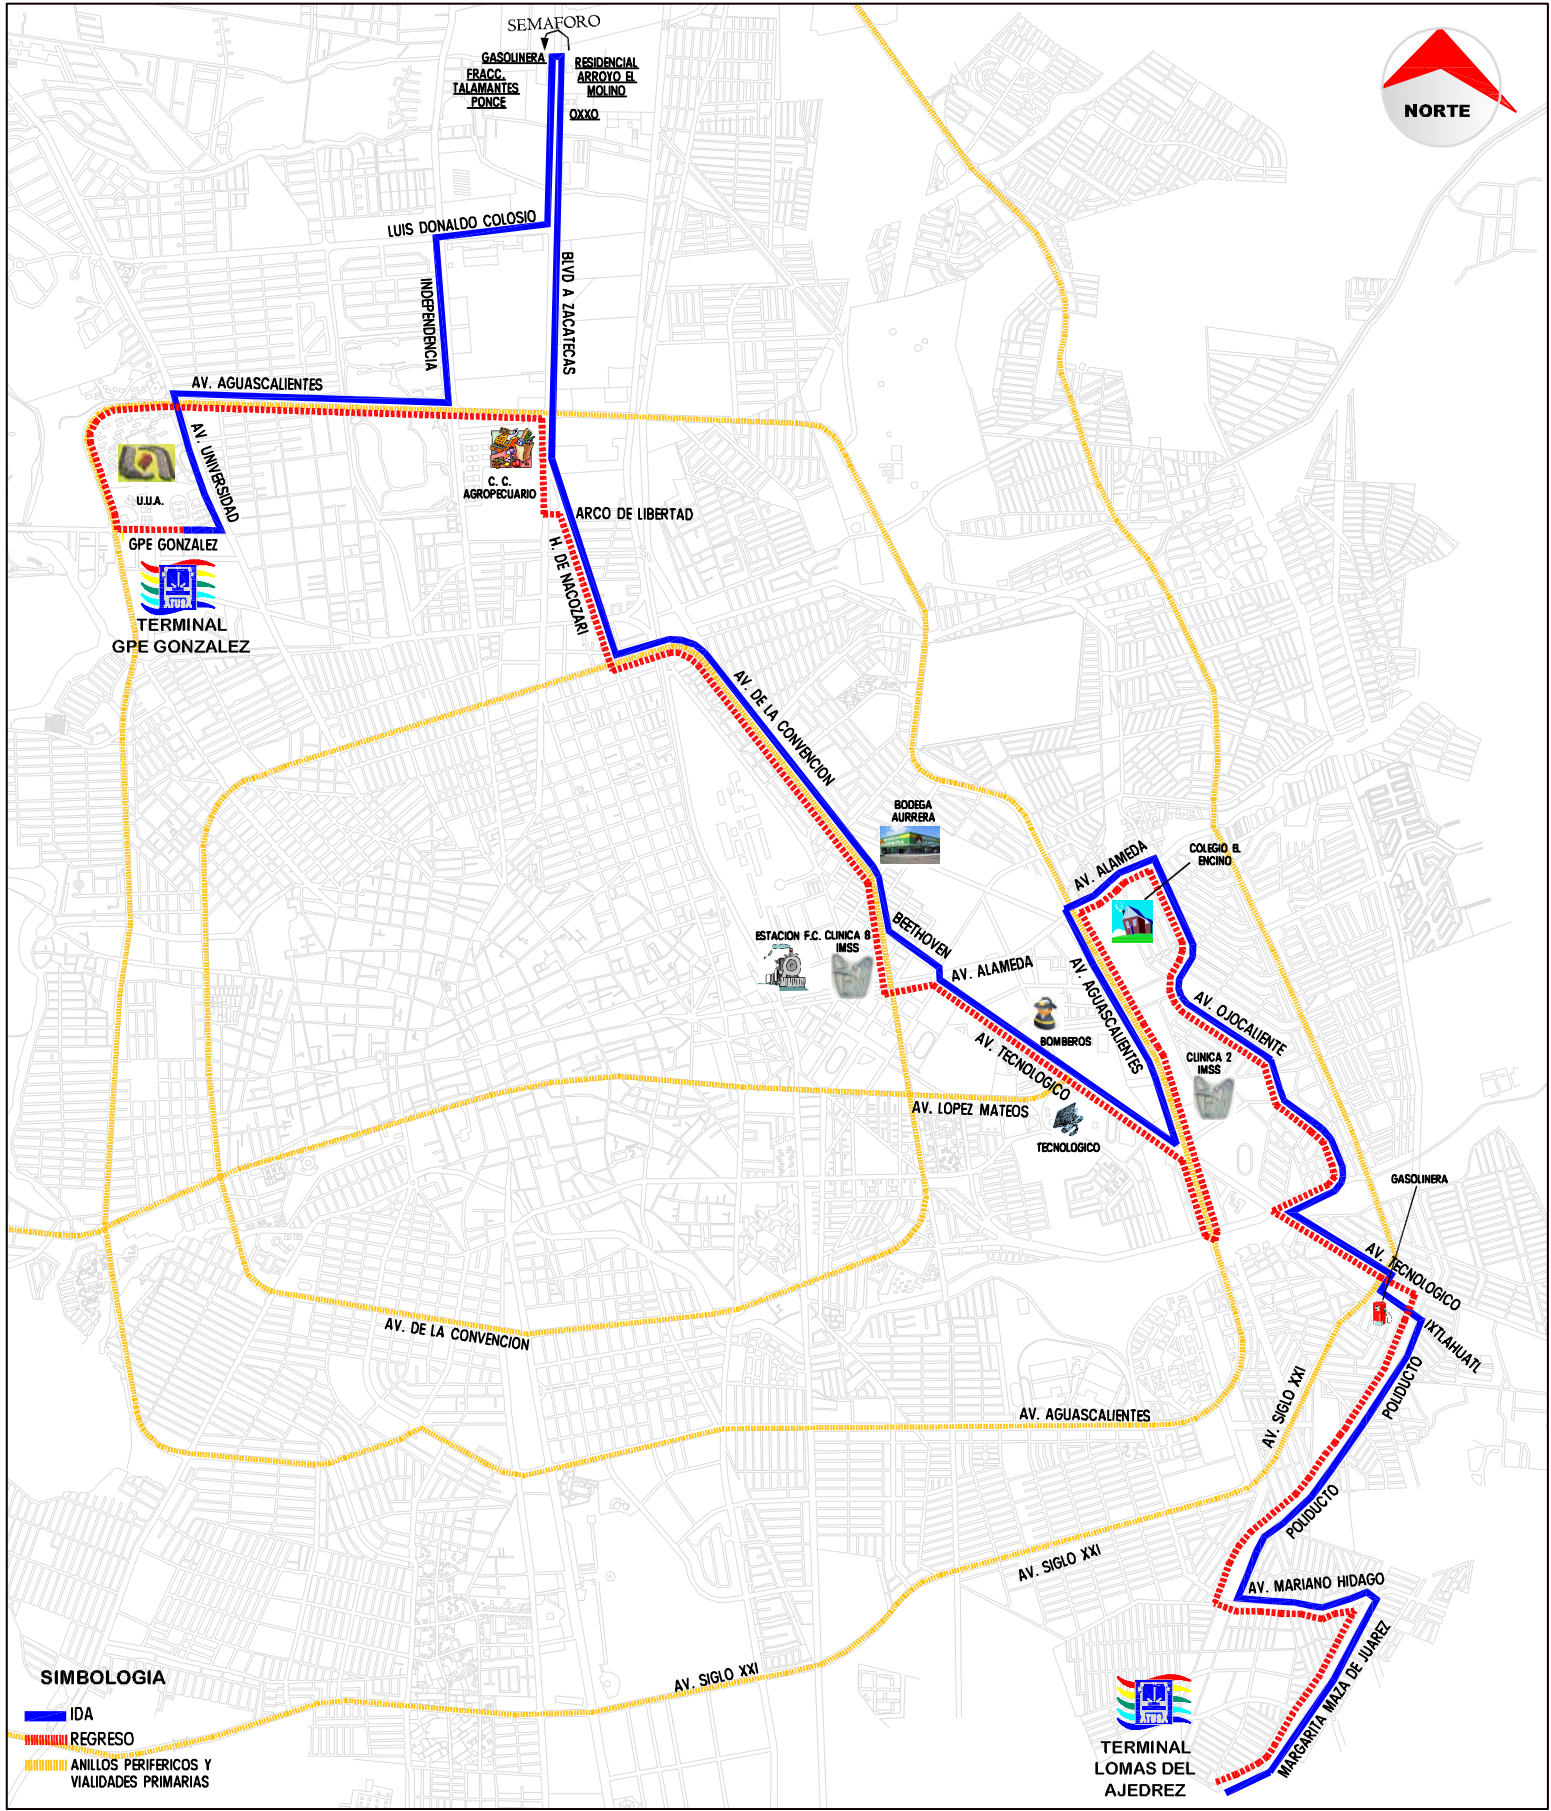 SEMAFORO
GASOLINERA
FRACC.
TALAMANTES
PONCE
RESIDENCIAL
ARROYO EL
MOLINO
OXXO
NORTE
LUIS DONALDO COLOSIO
INDEPENDENCIA
BLVD A ZACATECAS
AV. AGUASCALIENTES
AV. UNIVERSIDAD
U.U.A.
GPE GONZALEZ
TERMINAL
GPE GONZALEZ
C. C.
AGROPECUARIO
ARCO DE LIBERTAD
H. DE NACOZARI
AV. DE LA CONVENCION
BODEGA
AURRERA
BEETHOVEN
ESTACION F.C.
CLINICA 8
IMSS
AV. ALAMEDA
AV. ALAMEDA
COLEGIO EL
ENCINO
AV. AGUASCALIENTES
BOMBEROS
AV. TECNOLOGICO
AV. OJOCALIENTE
CLINICA 2
IMSS
AV. LOPEZ MATEOS
TECNOLOGICO
GASOLINERA
AV. TECNOLOGICO
IXTLAHUATL
AV. DE LA CONVENCION
AV. SIGLO XXI
POLIDUCTO
AV. AGUASCALIENTES
POLIDUCTO
AV. SIGLO XXI
AV. MARIANO HIDAGO
MARGARITA MAZA DE JUAREZ
AV. SIGLO XXI
ATUSA
TERMINAL
LOMAS DEL
AJEDREZ
SIMBOLOGIA
IDA
REGRESO
ANILLOS PERIFERICOS Y
VIALIDADES PRIMARIAS